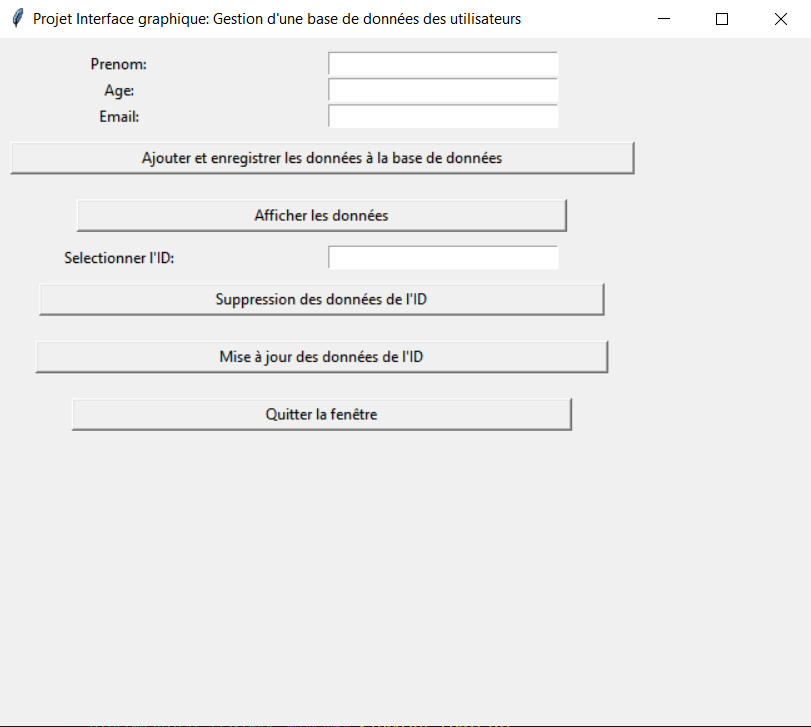 Projet Interface graphique: Gestion d'une base de données des utilisateurs
Prenom:
Age:
Email:
Ajouter et enregistrer les données à la base de données
Afficher les données
Selectionner l'ID:
Suppression des données de l'ID
Mise à jour des données de l'ID
Quitter la fenêtre